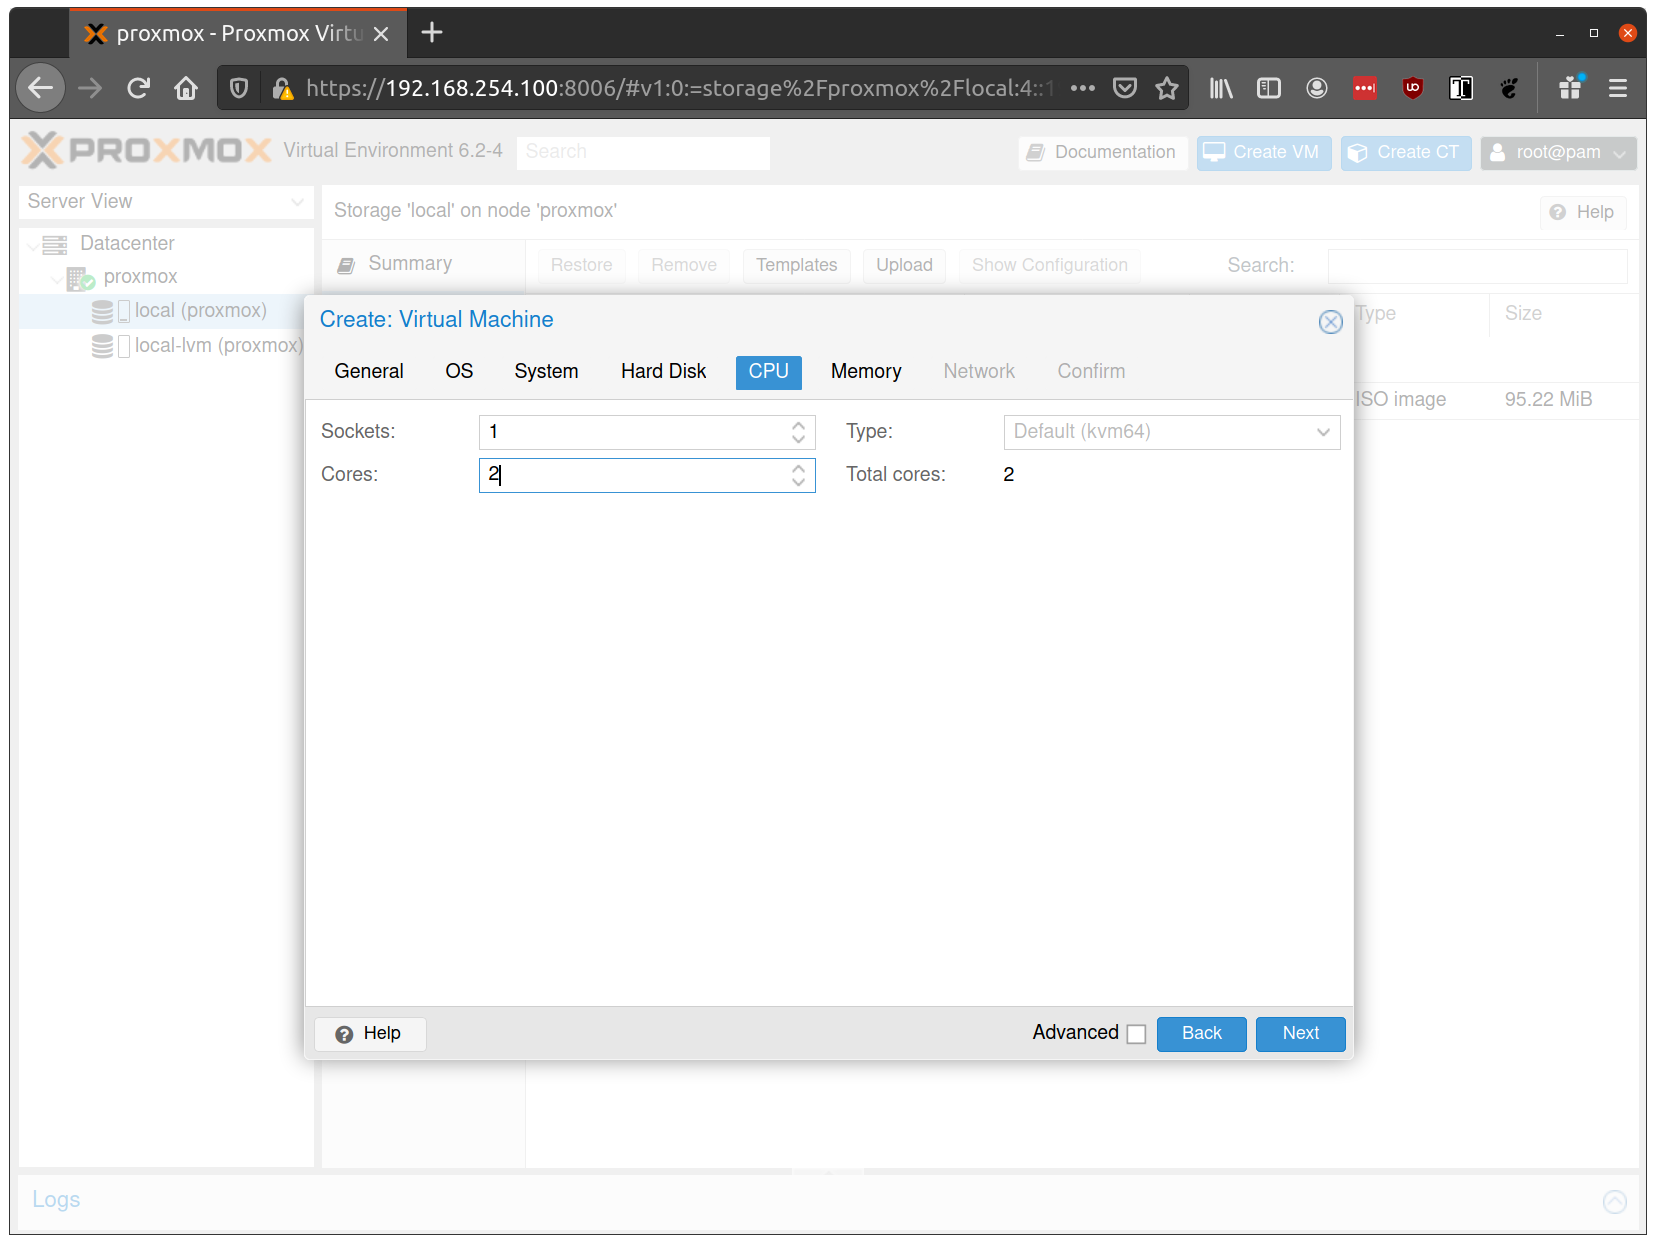 proxmox - Proxmox Virtu
https://192.168.254.100:8006/#v1:0:=storage%2Fproxmox%2Flocal:4::1
PROXMOX Virtual Environment 6.2-4 Search Documentation Create VM Create CT root@pam
Server View
Storage 'local' on node 'proxmox' Help
Datacenter
proxmox
local (proxmox)
local-lvm (proxmox)
Summary Restore Remove Templates Upload Show Configuration Search:
Type Size
ISO image 95.22 MiB
Create: Virtual Machine
General OS System Hard Disk CPU Memory Network Confirm
Sockets: 1 Type: Default (kvm64)
Cores: 2 Total cores: 2
Help Advanced Back Next
Logs